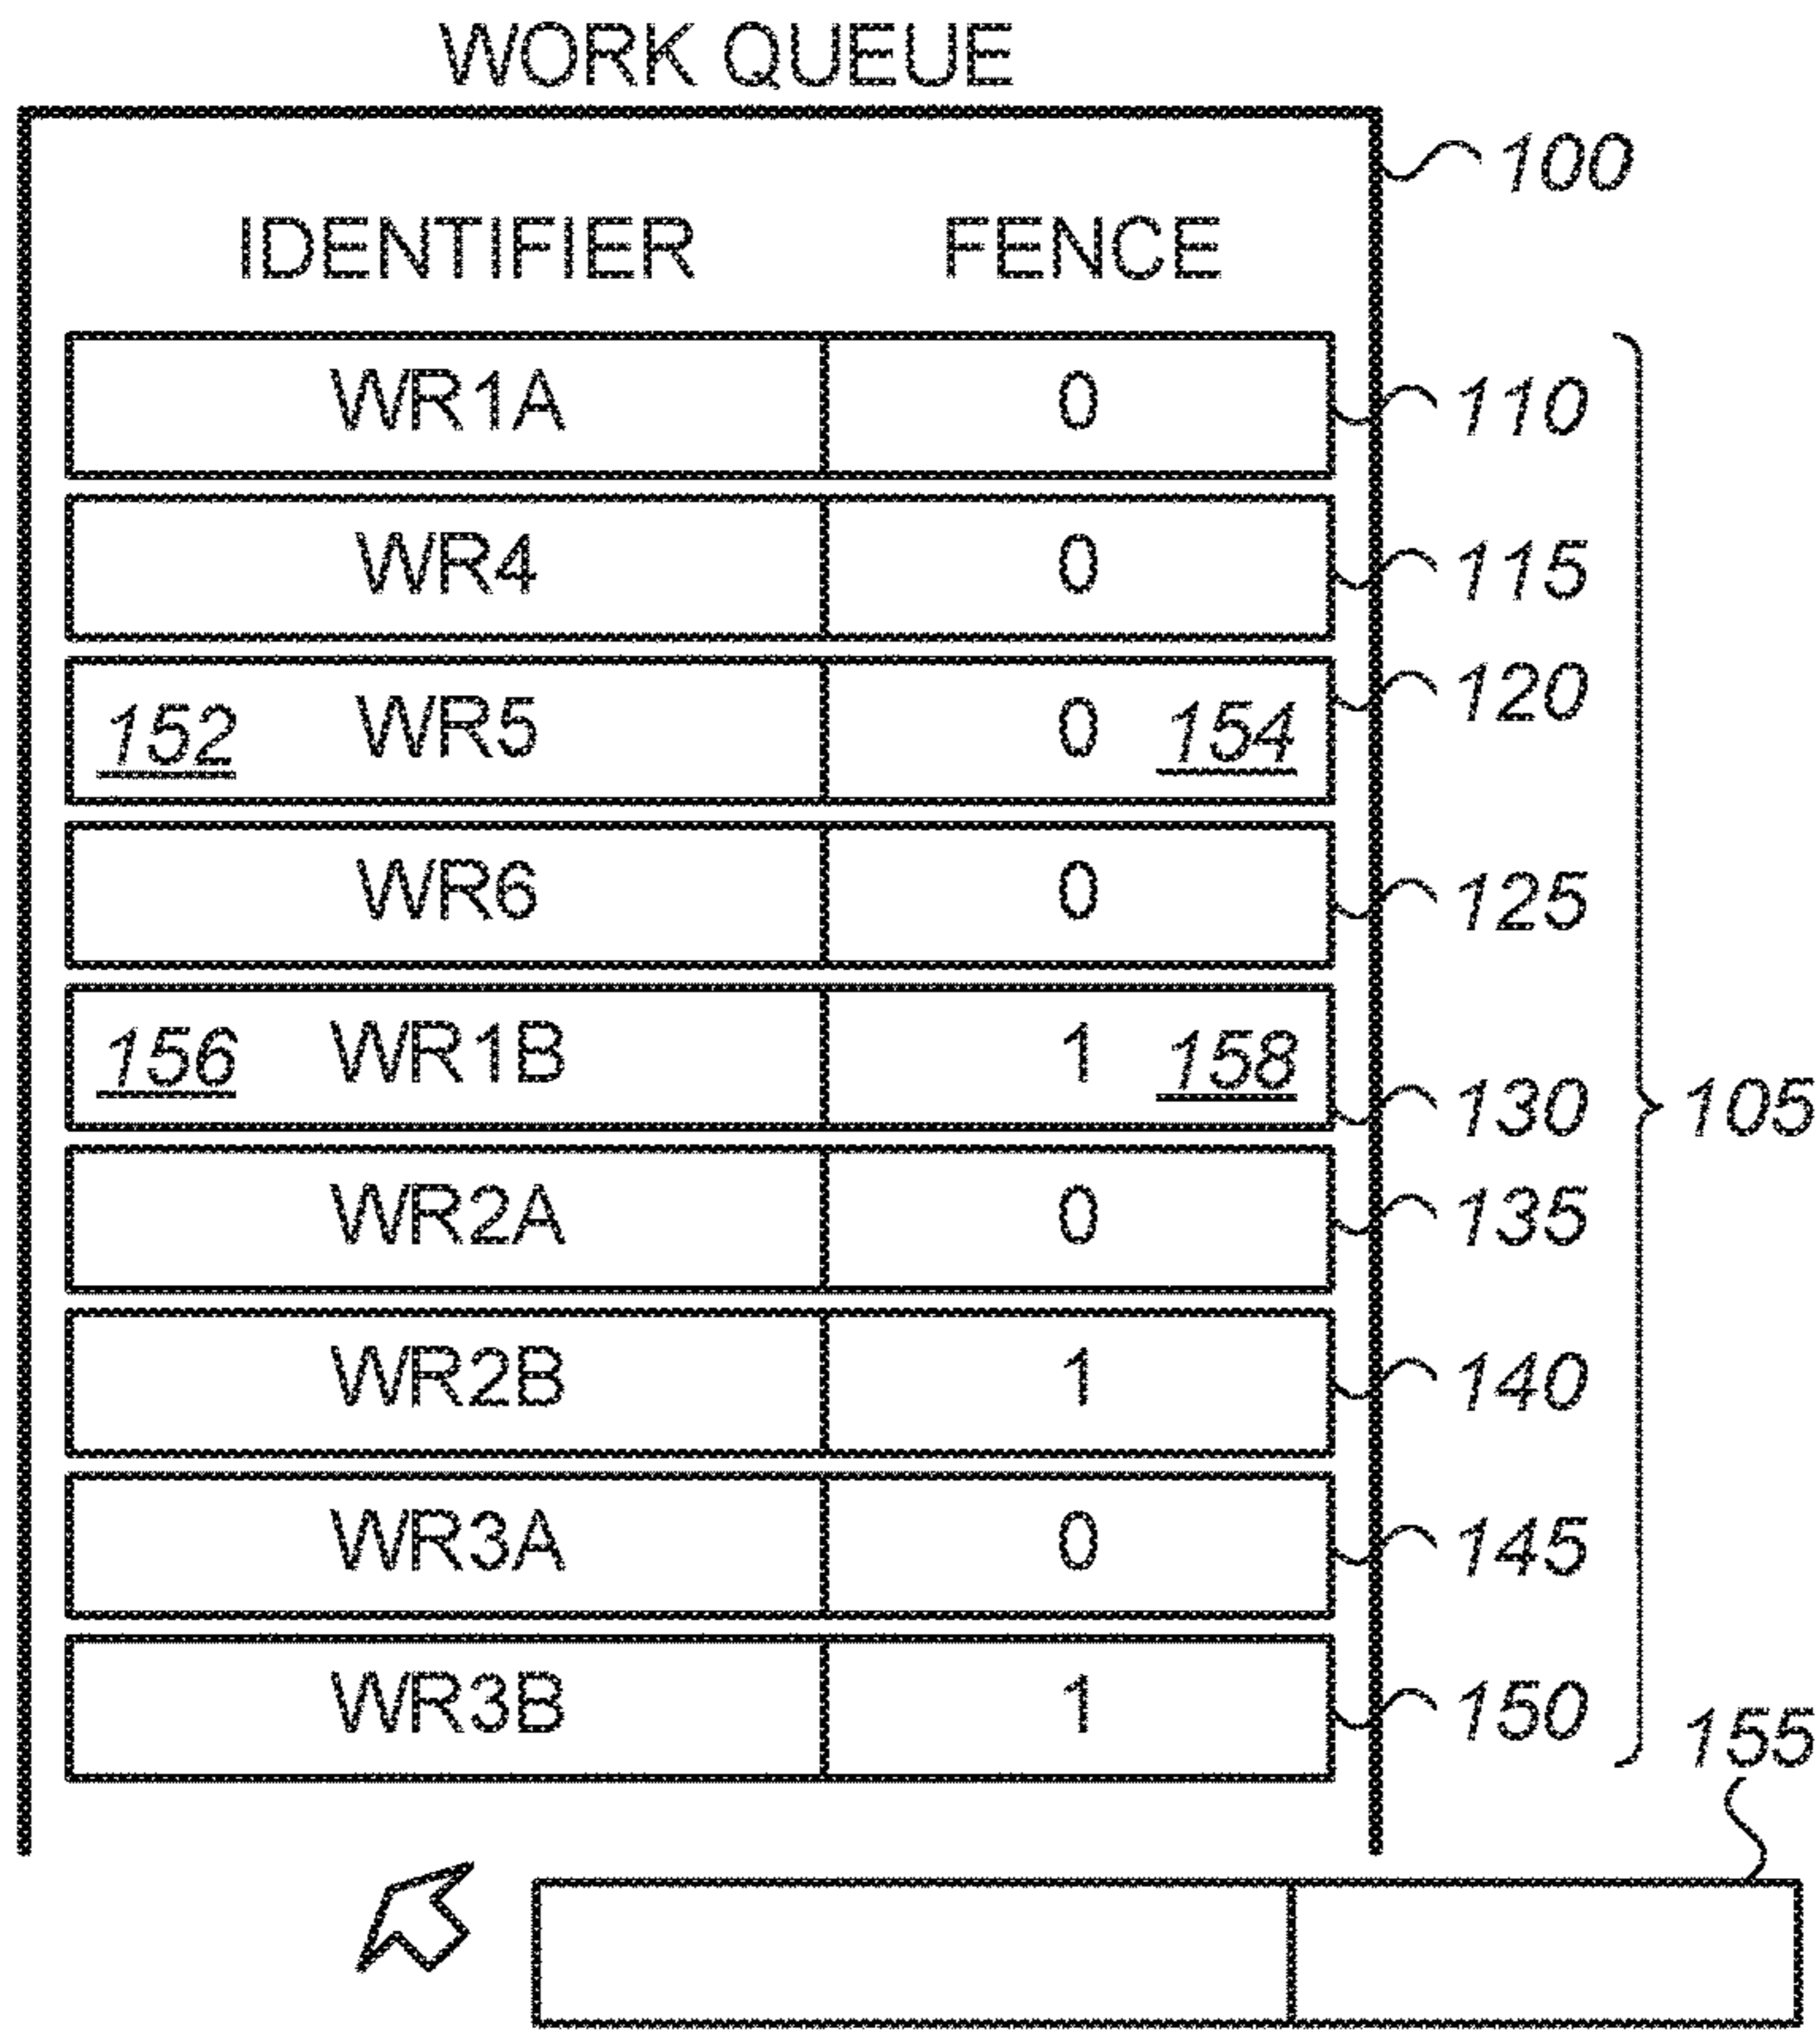 WORK QUEUE
100
IDENTIFIER FENCE
WR1A 0 110
WR4 0 115
152 WR5 0 154 120
WR6 0 125
156 WR1B 1 158 130
105
WR2A 0 135
WR2B 1 140
WR3A 0 145
WR3B 1 150
155